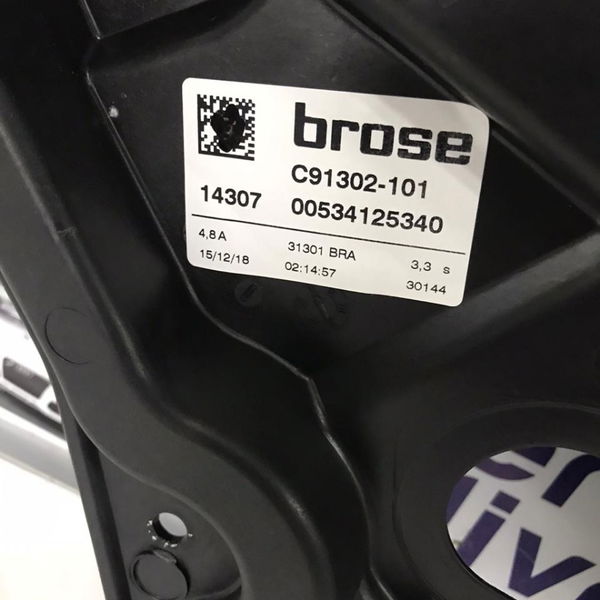 brose
C91302-101
14307 00534125340
4,8A 31301 BRA 3,3 s
15/12/18 02:14:57 30144